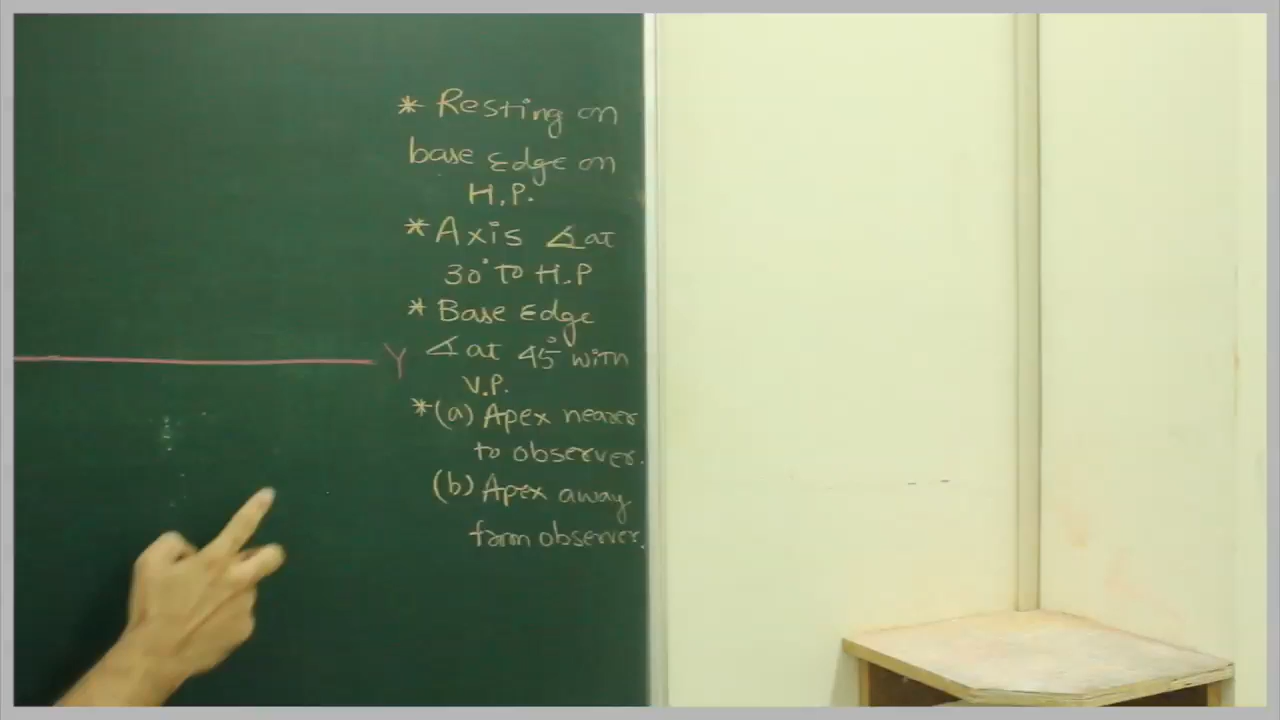 * Resting on
base Edge on
H.P.
* Axis ∡at
30° to H.P
* Base Edge
∡at 45° with
V.P.
* (a) Apex nearer
to observer.
(b) Apex away
farm observer.
Y